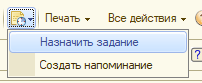 Печать Все действия
Назначить задание
Создать напоминание